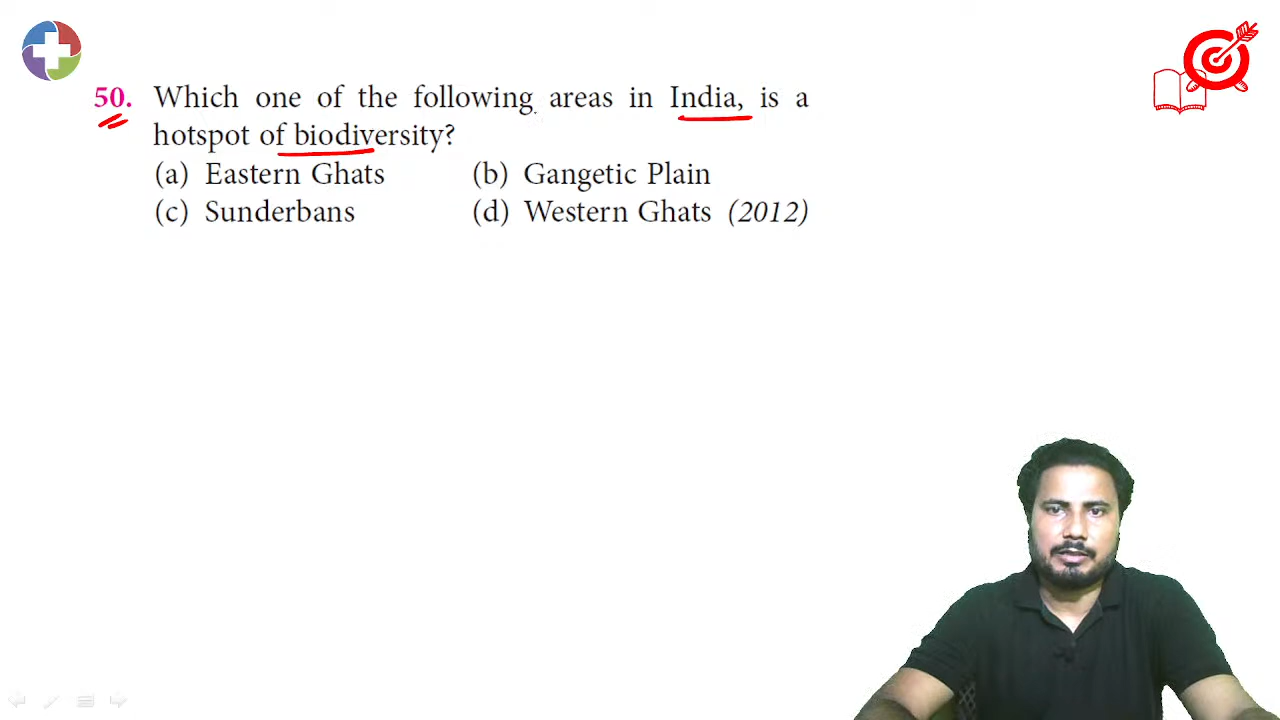 50. Which one of the following areas in India, is a
hotspot of biodiversity?
(a) Eastern Ghats (b) Gangetic Plain
(c) Sunderbans (d) Western Ghats (2012)